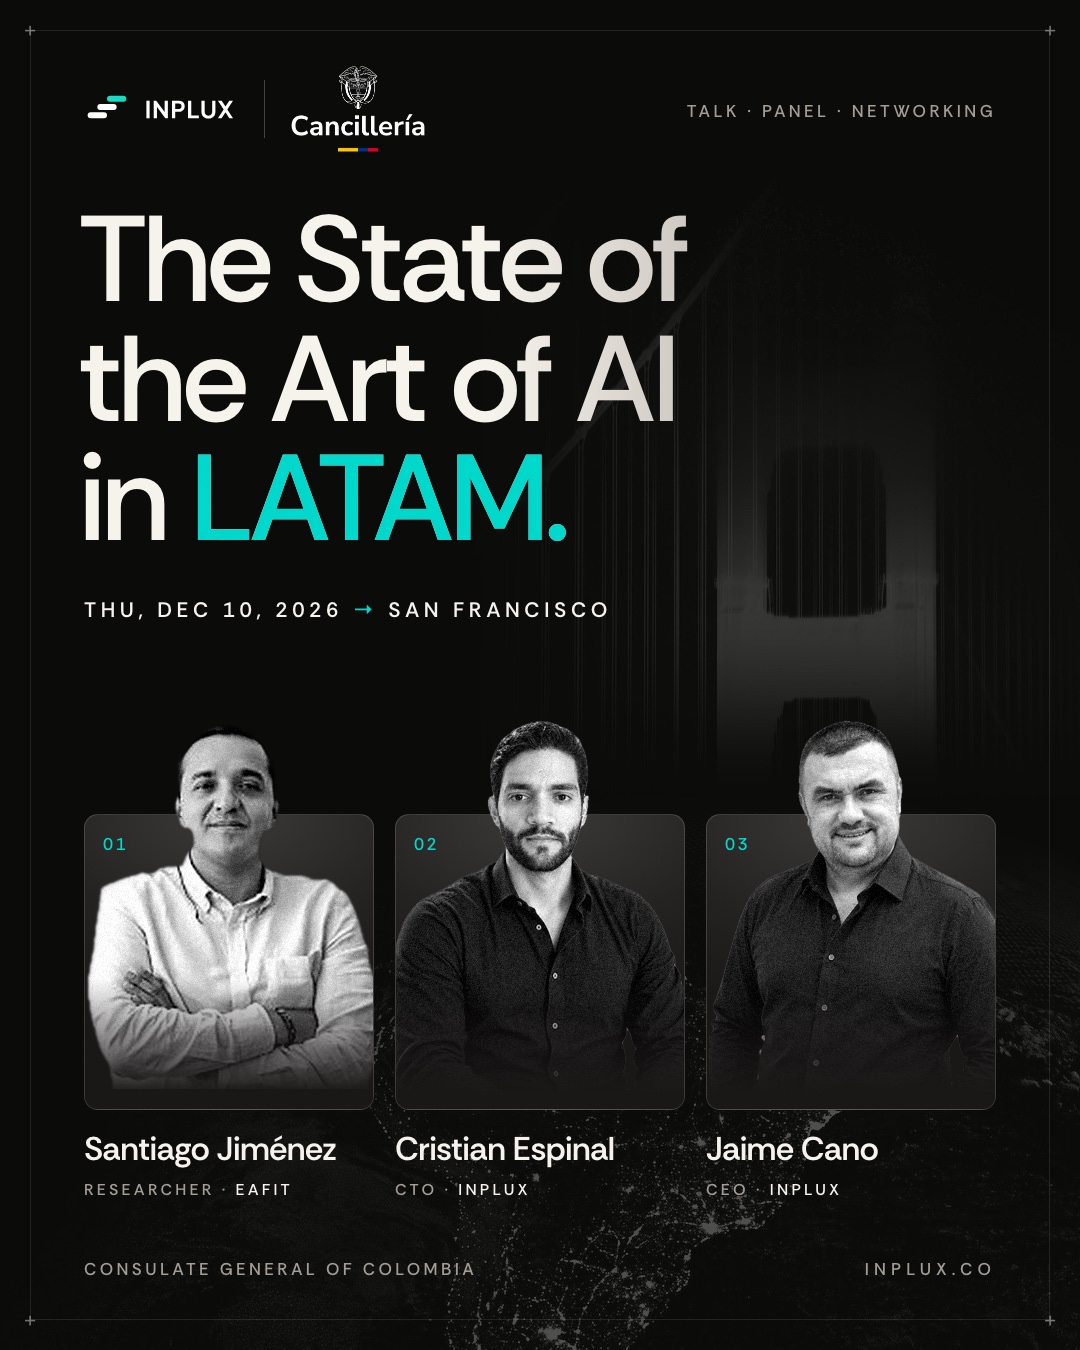 INPLUX
Cancillería
TALK · PANEL · NETWORKING
The State of
the Art of AI
in LATAM.
THU, DEC 10, 2026 → SAN FRANCISCO
01
02
03
Santiago Jiménez
RESEARCHER · EAFIT
Cristian Espinal
CTO · INPLUX
Jaime Cano
CEO · INPLUX
CONSULATE GENERAL OF COLOMBIA
INPLUX.CO